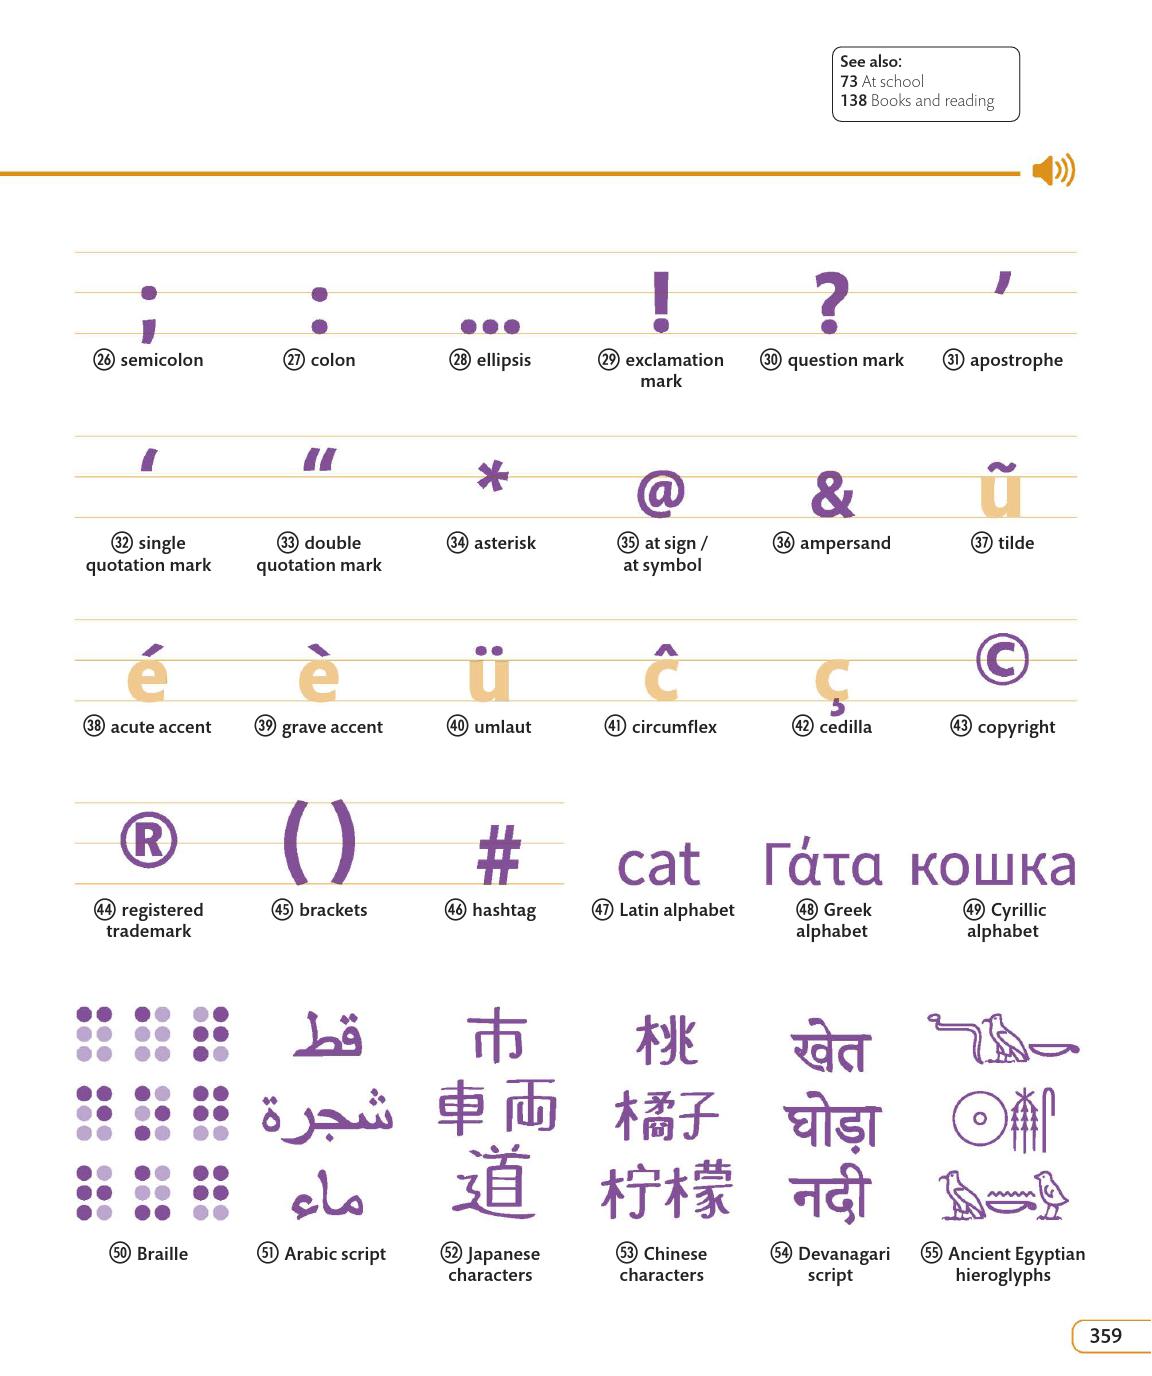 See also:
73 At school
138 Books and reading
; : ... ! ? ’
26 semicolon 27 colon 28 ellipsis 29 exclamation mark 30 question mark 31 apostrophe
‘ “ * @ & ũ
32 single quotation mark 33 double quotation mark 34 asterisk 35 at sign / at symbol 36 ampersand 37 tilde
é è ü ĉ ç ©
38 acute accent 39 grave accent 40 umlaut 41 circumflex 42 cedilla 43 copyright
® ( ) # cat Γάτα кошка
44 registered trademark 45 brackets 46 hashtag 47 Latin alphabet 48 Greek alphabet 49 Cyrillic alphabet
قط 市 桃 खेत
شجرة 車両 橘子 घोड़ा
ماء 道 柠檬 नदी
50 Braille 51 Arabic script 52 Japanese characters 53 Chinese characters 54 Devanagari script 55 Ancient Egyptian hieroglyphs
359